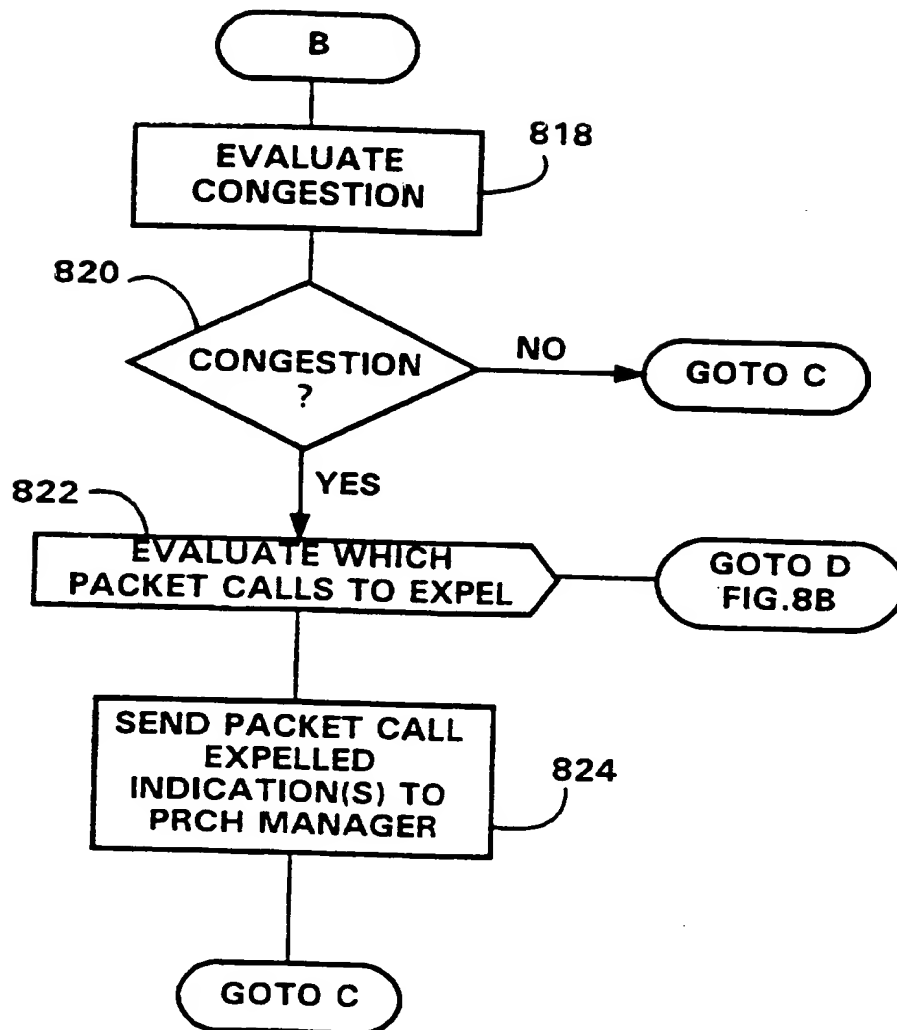 B
EVALUATE
CONGESTION
818
820
CONGESTION
?
NO
GOTO C
YES
822
EVALUATE WHICH
PACKET CALLS TO EXPEL
GOTO D
FIG.8B
SEND PACKET CALL
EXPELLED
INDICATION(S) TO
PRCH MANAGER
824
GOTO C